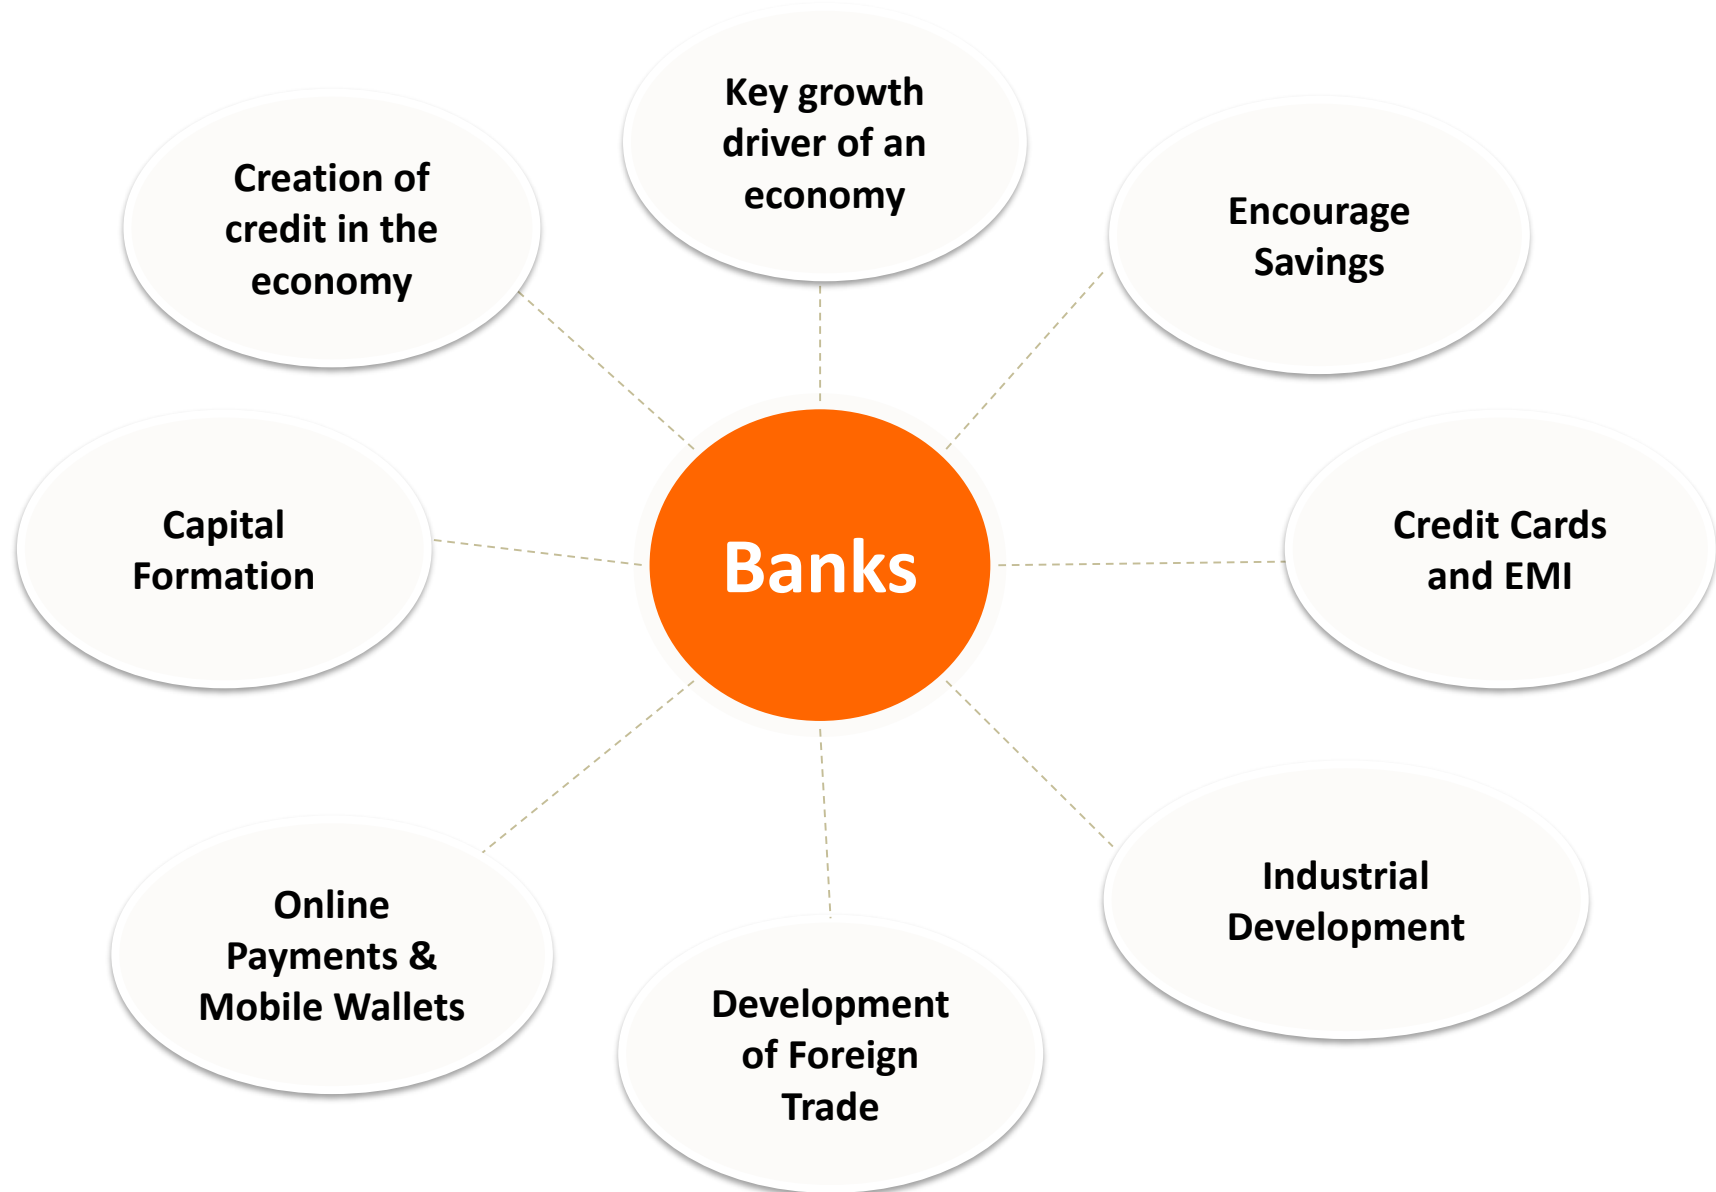 Key growth
driver of an
economy
Creation of
credit in the
economy
Encourage
Savings
Capital
Formation
Banks
Credit Cards
and EMI
Online
Payments &
Mobile Wallets
Industrial
Development
Development
of Foreign
Trade